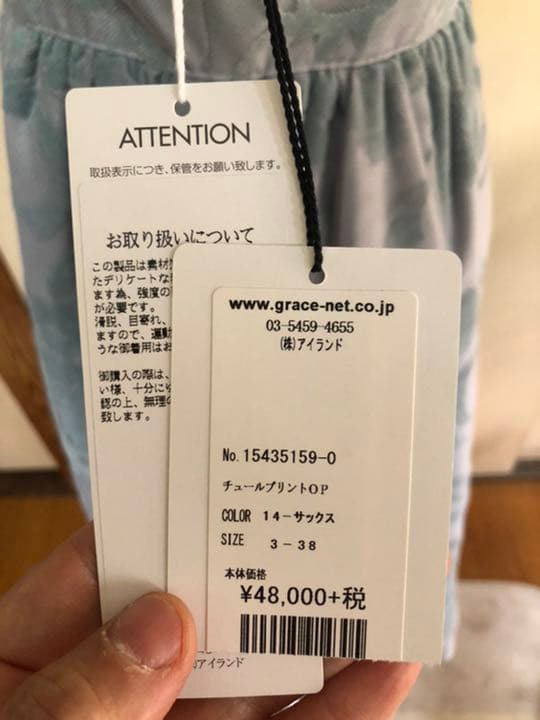 ATTENTION
取扱表示につき、保管をお願い致します。
お取り扱いについて
この製品は素材
たデリケートな
ます為、強度の
が必要です。
滑脱、目寄れ、
ますので、運動
うな御着用はお
御購入の際は、
い様、十分に
認の上、無理の
致します。
アイランド
www.grace-net.co.jp
03-5459-4655
(株)アイランド
No. 15435159-0
チュールプリントOP
COLOR 14-サックス
SIZE 3-38
本体価格
¥48,000+税